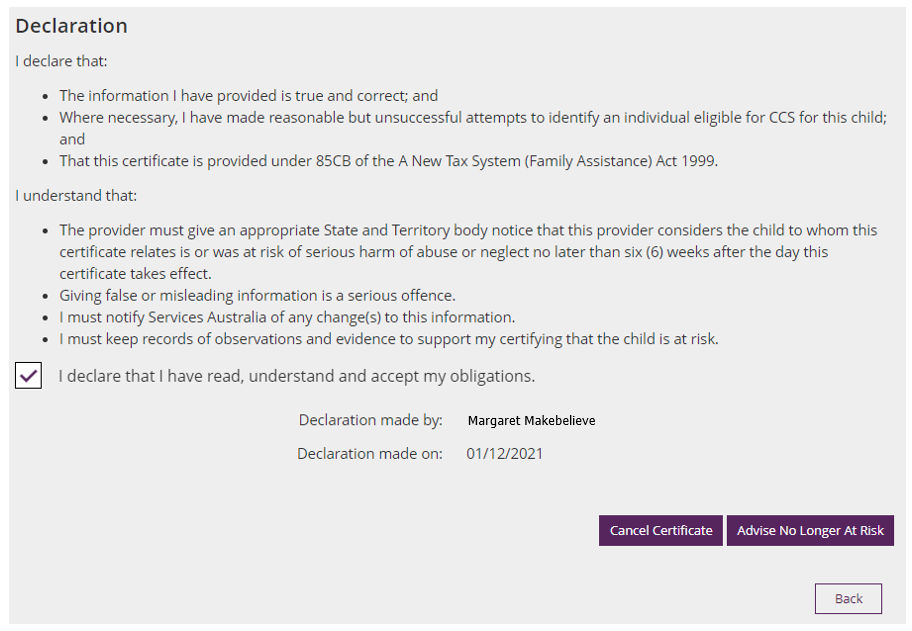 Declaration
I declare that:
• The information I have provided is true and correct; and
• Where necessary, I have made reasonable but unsuccessful attempts to identify an individual eligible for CCS for this child;
and
• That this certificate is provided under 85CB of the A New Tax System (Family Assistance) Act 1999.
I understand that:
• The provider must give an appropriate State and Territory body notice that this provider considers the child to whom this
certificate relates is or was at risk of serious harm of abuse or neglect no later than six (6) weeks after the day this
certificate takes effect.
• Giving false or misleading information is a serious offence.
• I must notify Services Australia of any change(s) to this information.
• I must keep records of observations and evidence to support my certifying that the child is at risk.
I declare that I have read, understand and accept my obligations.
Declaration made by: Margaret Makebelieve
Declaration made on: 01/12/2021
Cancel Certificate Advise No Longer At Risk
Back